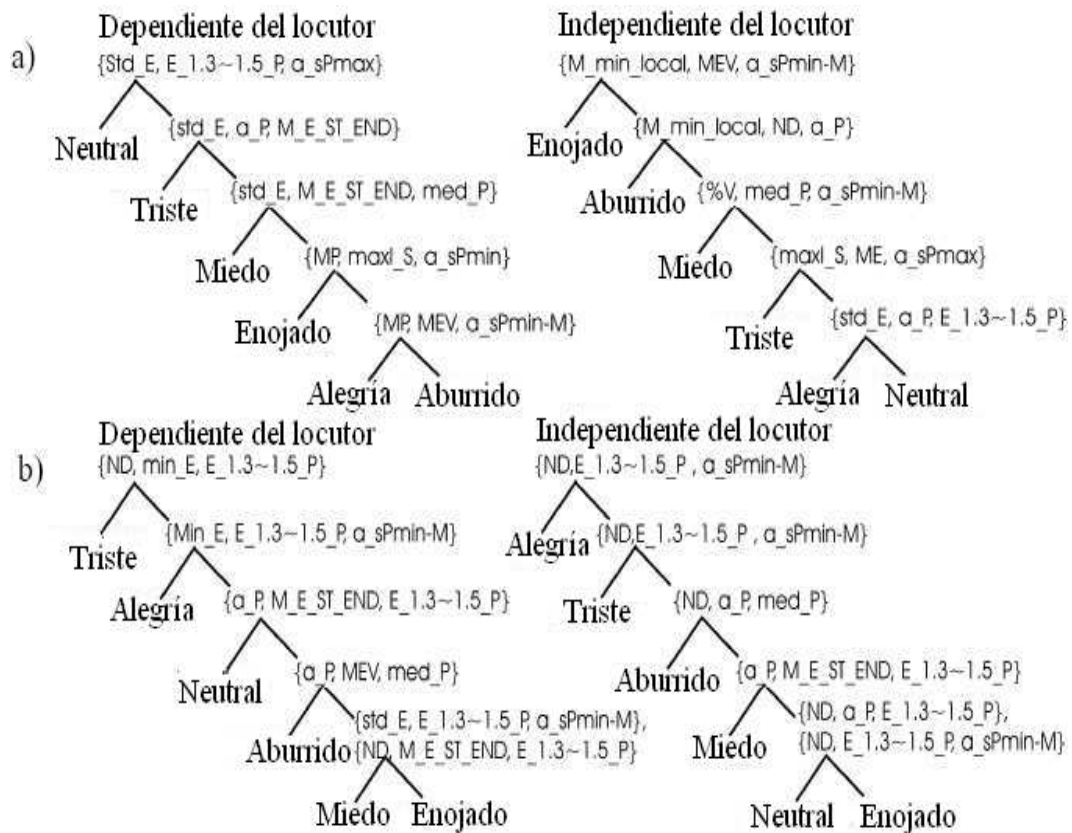 a)
Dependiente del locutor
{Std_E, E_1.3~1.5_P, a_sPmax}
Neutral
{std_E, a_P, M_E_ST_END}
Triste
{std_E, M_E_ST_END, med_P}
Miedo
{MP, maxI_S, a_sPmin}
Enojado
{MP, MEV, a_sPmin-M}
Alegría
Aburrido
Independiente del locutor
{M_min_local, MEV, a_sPmin-M}
Enojado
{M_min_local, ND, a_P}
Aburrido
{%V, med_P, a_sPmin-M}
Miedo
{maxI_S, ME, a_sPmax}
Triste
{std_E, a_P, E_1.3~1.5_P}
Alegría
Neutral
b)
Dependiente del locutor
{ND, min_E, E_1.3~1.5_P}
Triste
{Min_E, E_1.3~1.5_P, a_sPmin-M}
Alegría
{a_P, M_E_ST_END, E_1.3~1.5_P}
Neutral
{a_P, MEV, med_P}
Aburrido
{std_E, E_1.3~1.5_P, a_sPmin-M},
{ND, M_E_ST_END, E_1.3~1.5_P}
Miedo
Enojado
Independiente del locutor
{ND,E_1.3~1.5_P , a_sPmin-M}
Alegría
{ND,E_1.3~1.5_P , a_sPmin-M}
Triste
{ND, a_P, med_P}
Aburrido
{a_P, M_E_ST_END, E_1.3~1.5_P}
Miedo
{ND, a_P, E_1.3~1.5_P},
{ND, E_1.3~1.5_P, a_sPmin-M}
Neutral
Enojado